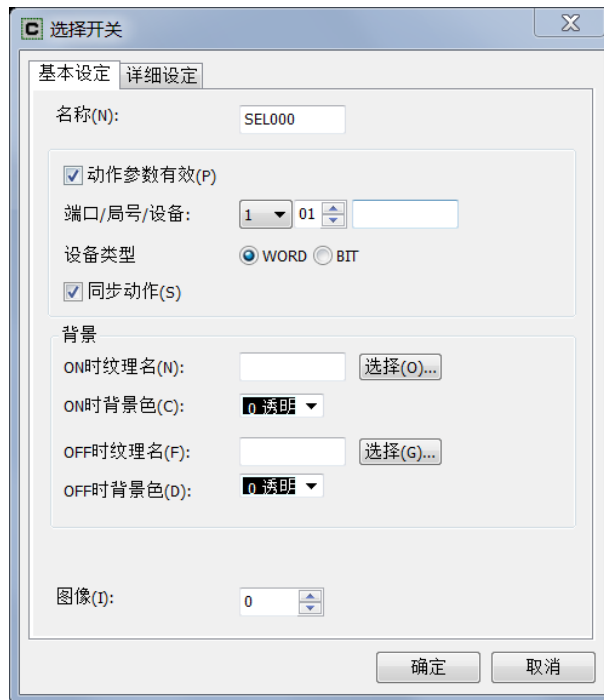 C 选择开关
基本设定 详细设定
名称(N): SEL000
动作参数有效(P)
端口/局号/设备: 1 01
设备类型 WORD BIT
同步动作(S)
背景
ON时纹理名(N): 选择(O)...
ON时背景色(C): 0 透明
OFF时纹理名(F): 选择(G)...
OFF时背景色(D): 0 透明
图像(I): 0
确定 取消